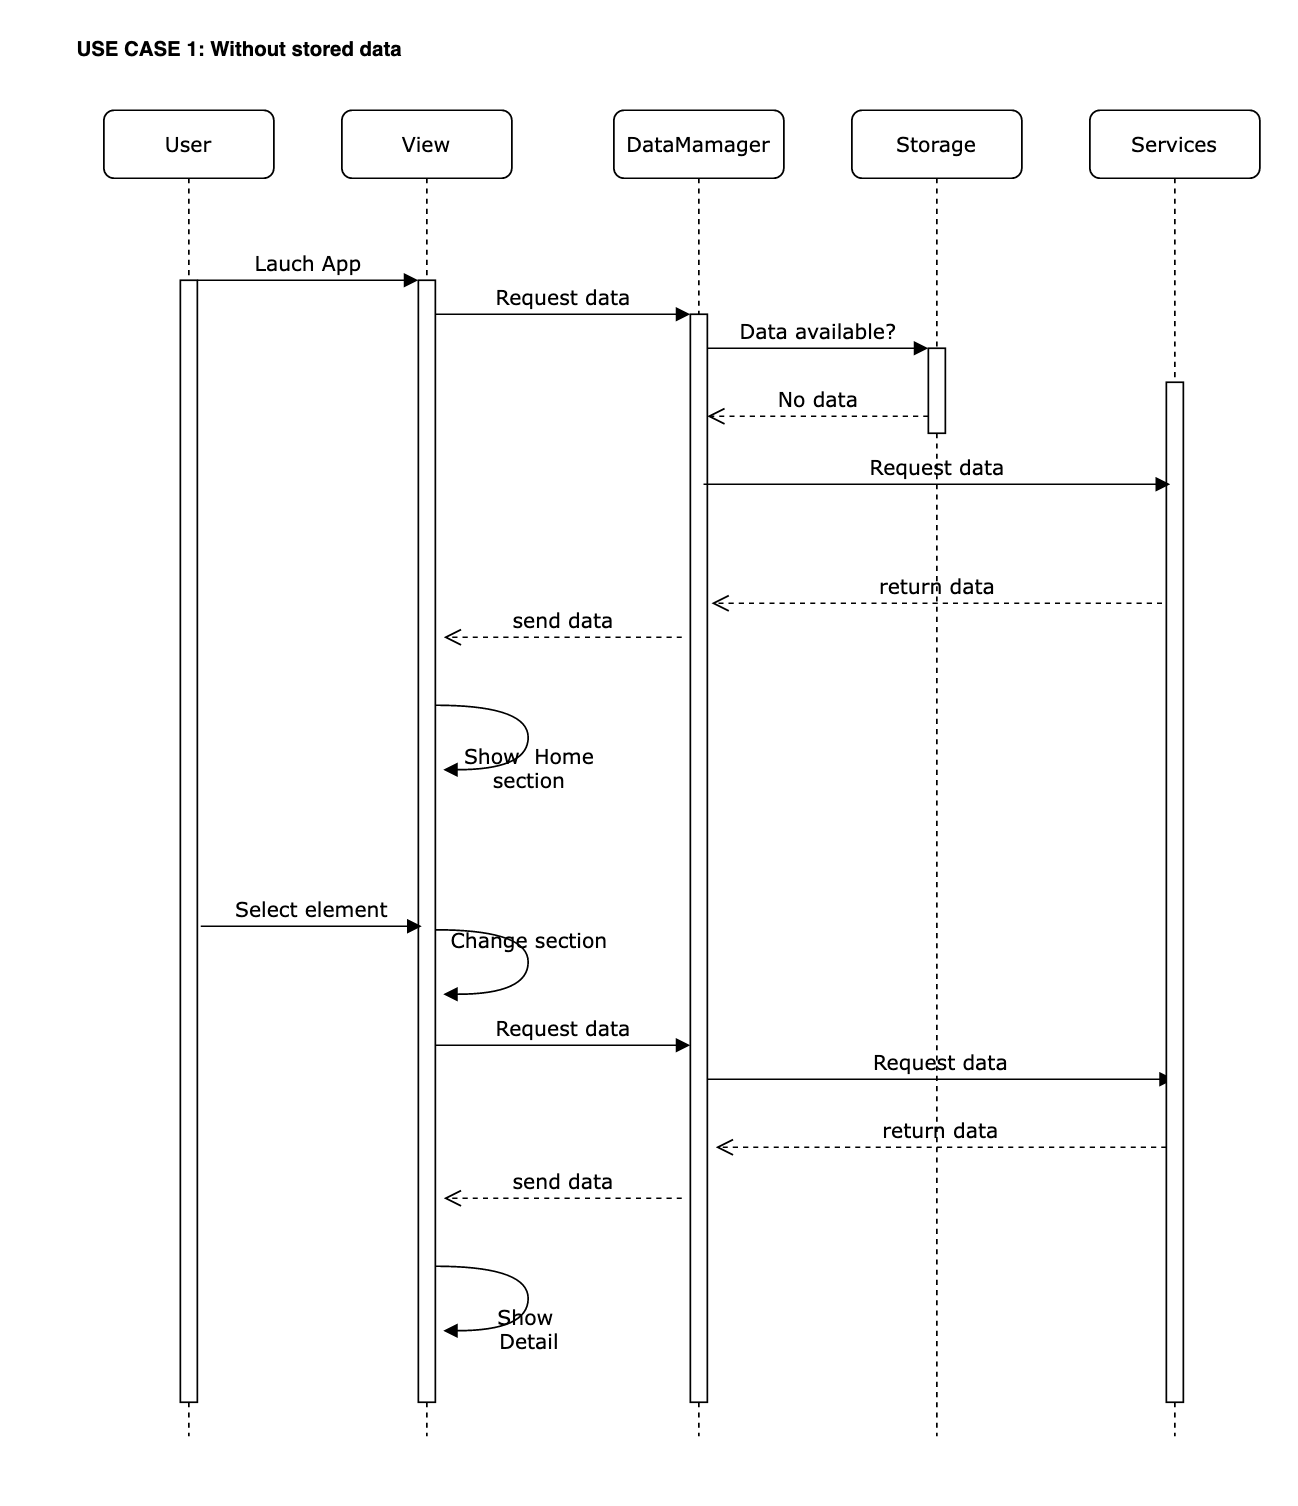 USE CASE 1: Without stored data
User
View
DataMamager
Storage
Services
Lauch App
Request data
Data available?
No data
Request data
return data
send data
Show  Home
section
Select element
Change section
Request data
Request data
return data
send data
Show
Detail